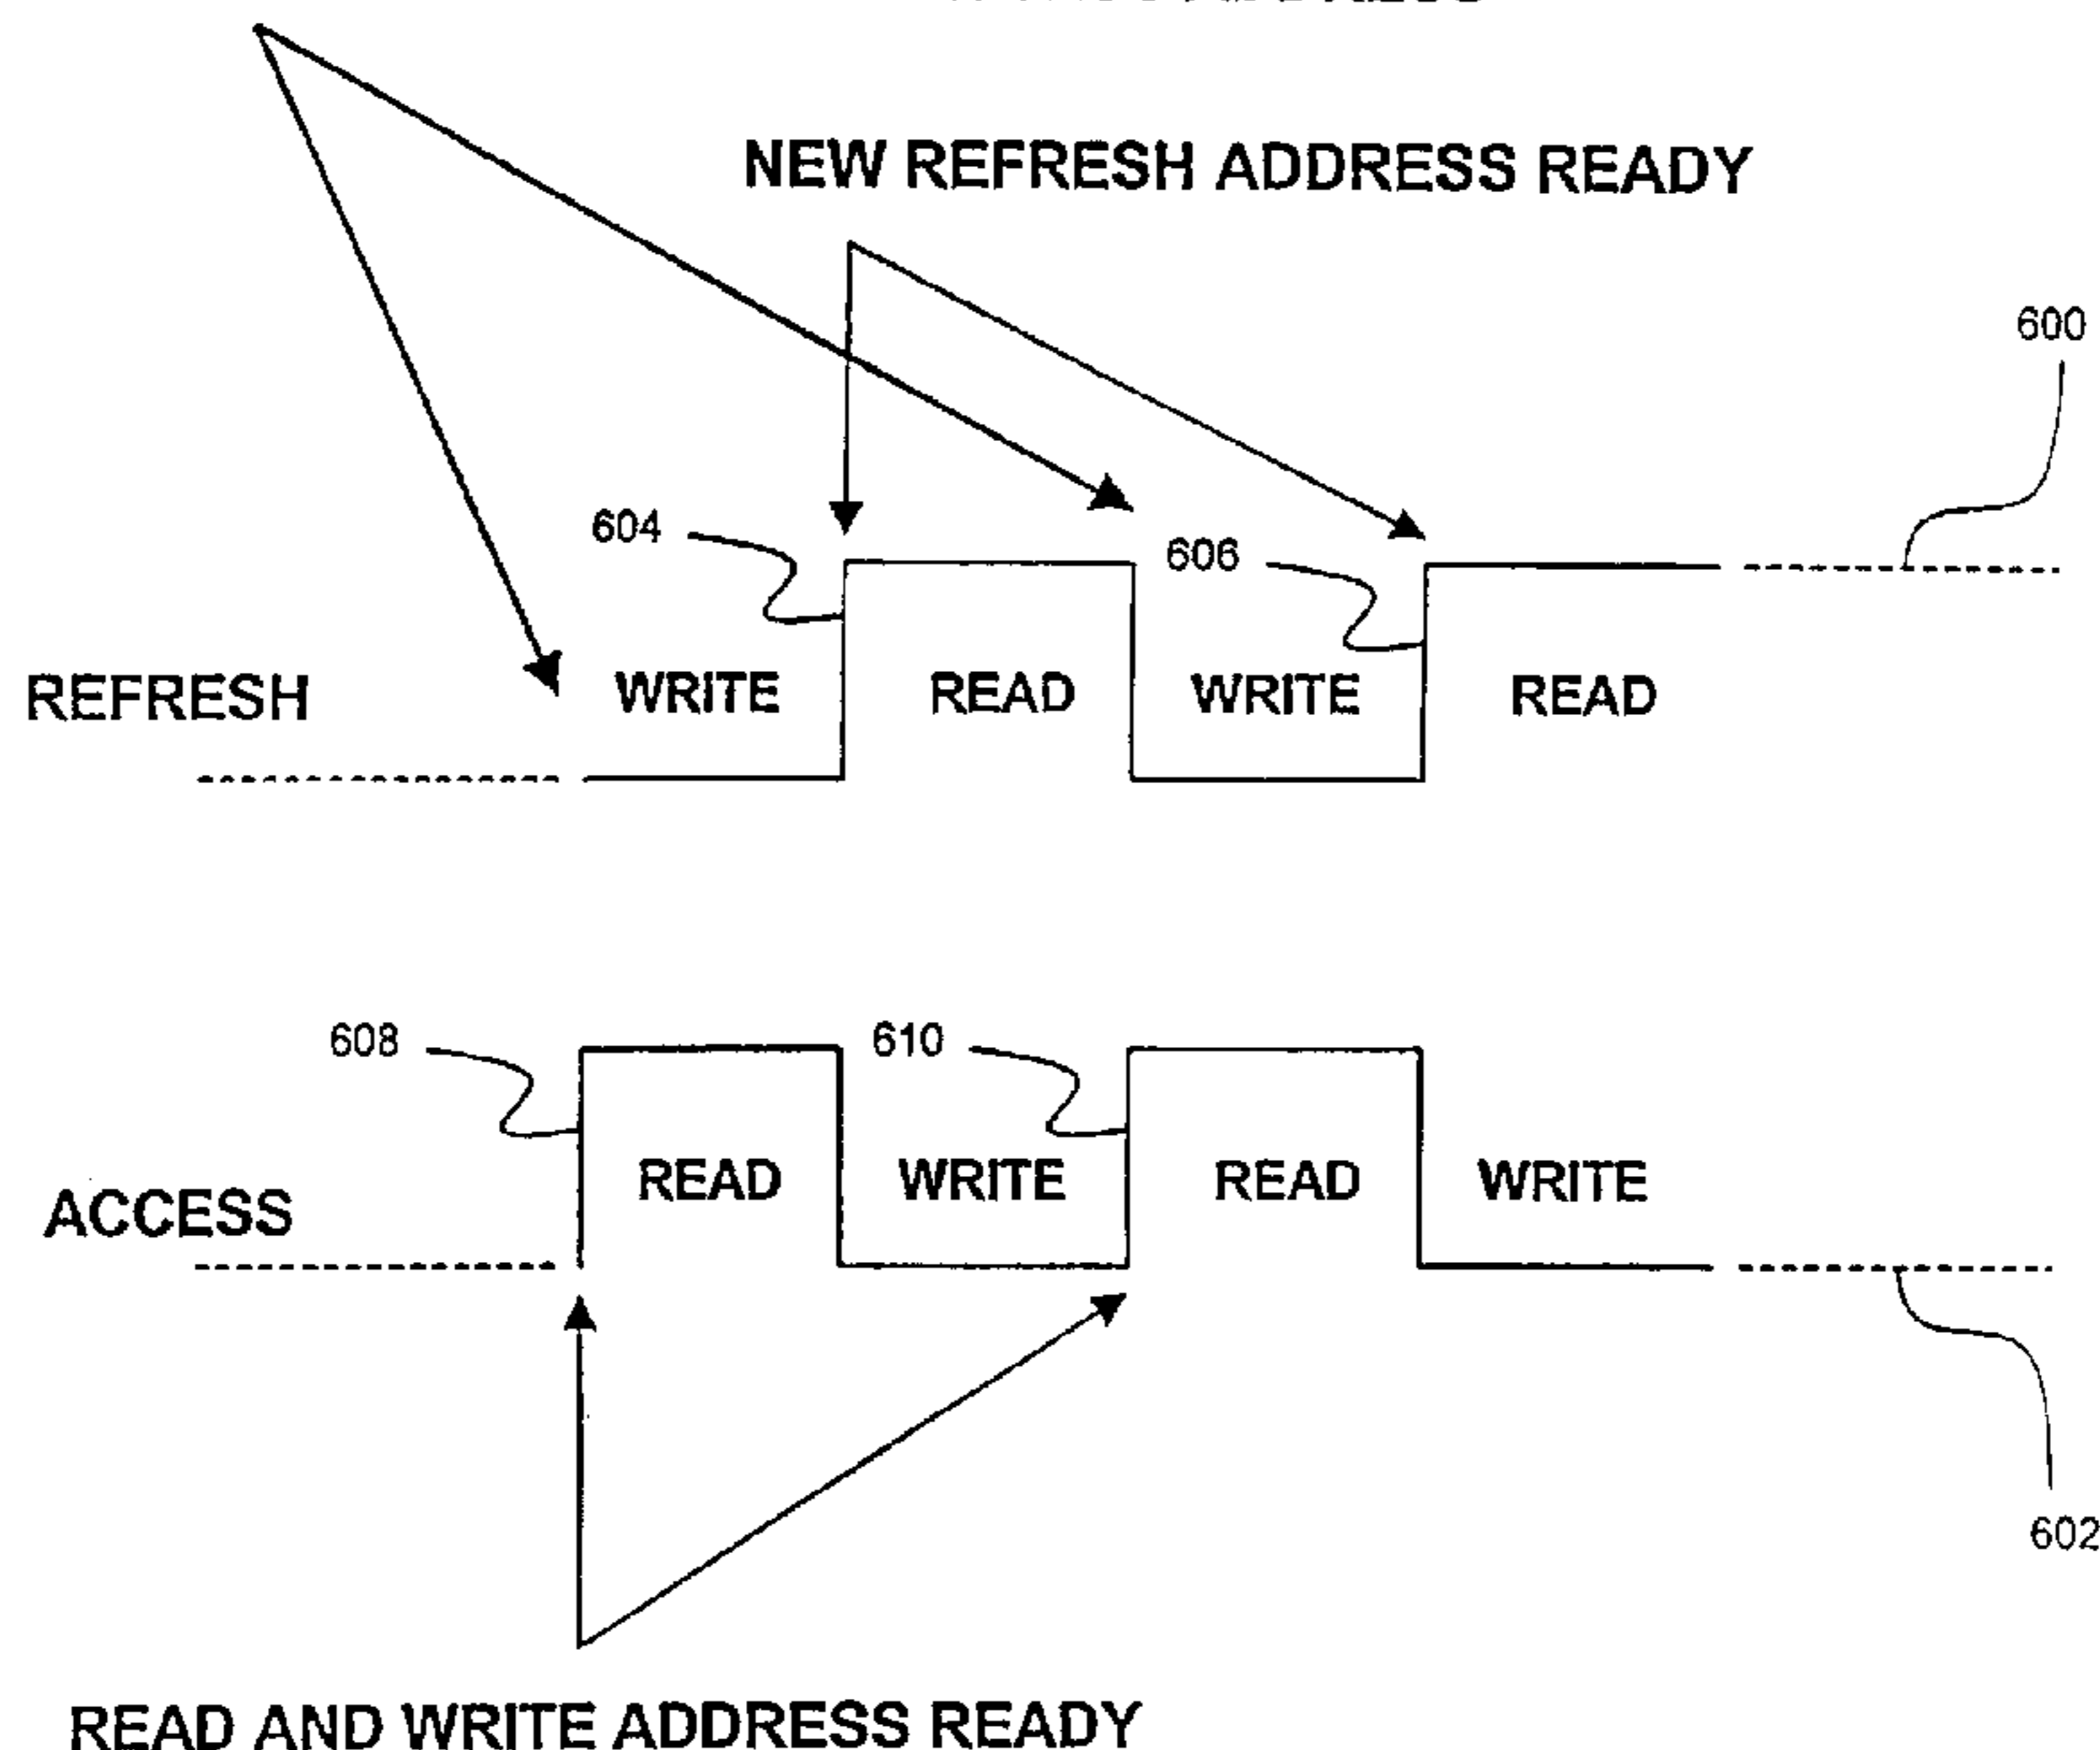 NEW REFRESH ADDRESS READY
600
604
606
REFRESH
WRITE
READ
WRITE
READ
608
610
ACCESS
READ
WRITE
READ
WRITE
602
READ AND WRITE ADDRESS READY